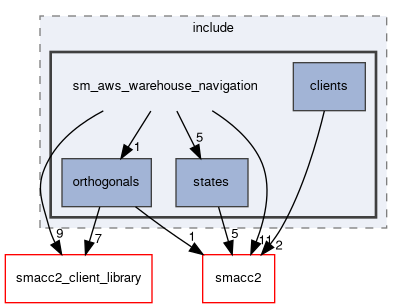 include
sm_aws_warehouse_navigation
clients
1
5
orthogonals
states
9
7
1
5
11
2
smacc2_client_library
smacc2